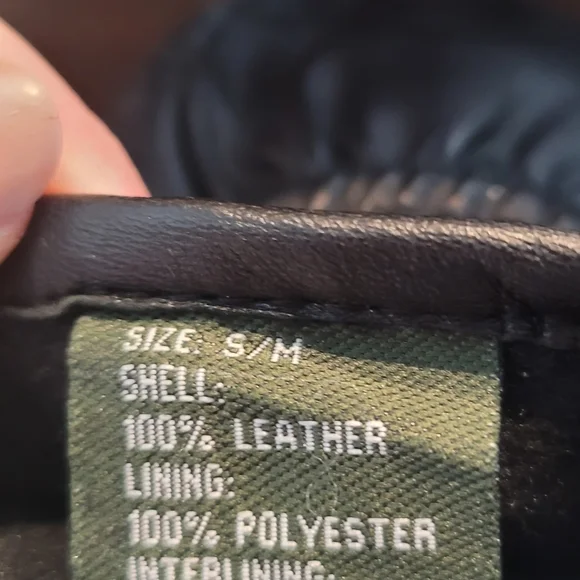 SIZE: S/M
SHELL:
100% LEATHER
LINING:
100% POLYESTER
INTERLINING: